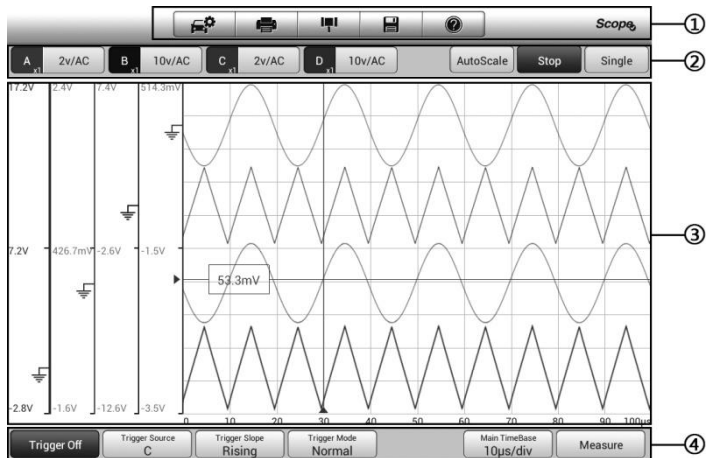 Scope
①
A x1 2v/AC B x1 10v/AC C x1 2v/AC D x1 10v/AC AutoScale Stop Single
②
17.2V 2.4V 7.4V 514.3mV
③
7.2V 426.7mV -2.6V -1.5V
53.3mV
-2.8V -1.6V -12.6V -3.5V
0 10 20 30 40 50 60 70 80 90 100μs
Trigger Off Trigger Source C Trigger Slope Rising Trigger Mode Normal Main TimeBase 10μs/div Measure
④